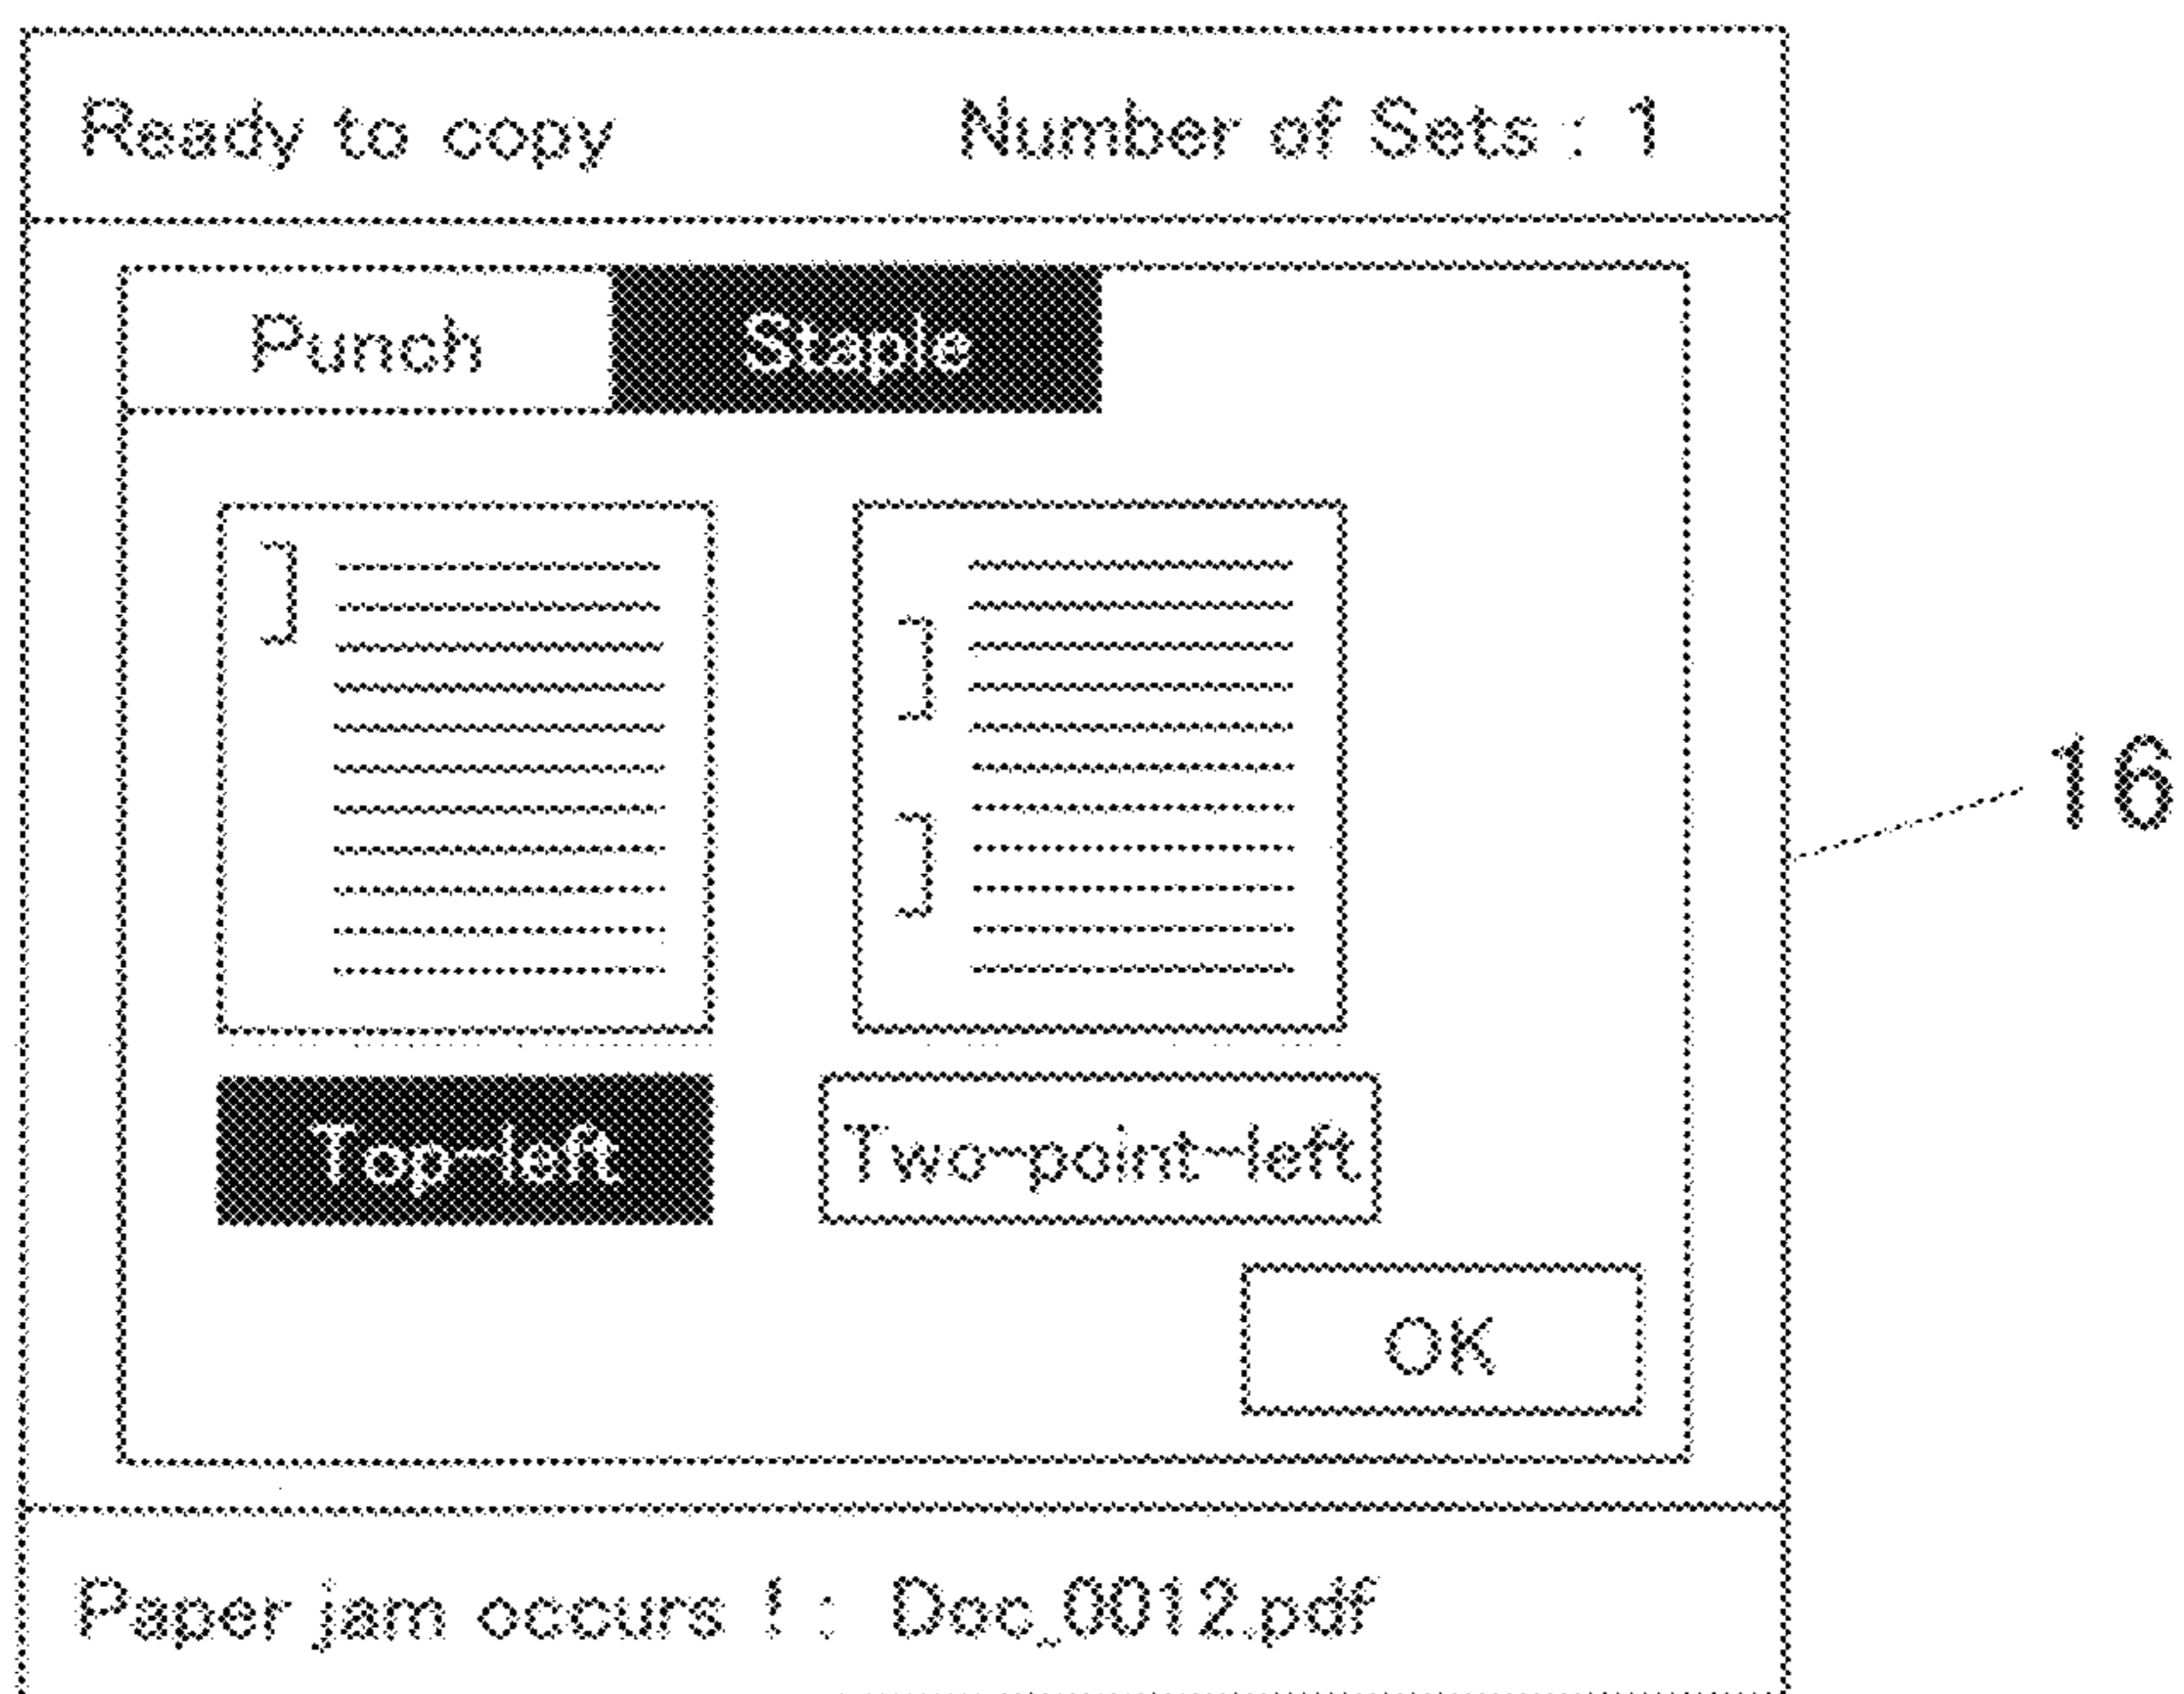 Ready to copy Number of Sets : 1
Punch Staple
16
Top-left Two-point-left
OK
Paper jam occurs ! : Doc_0012.pdf